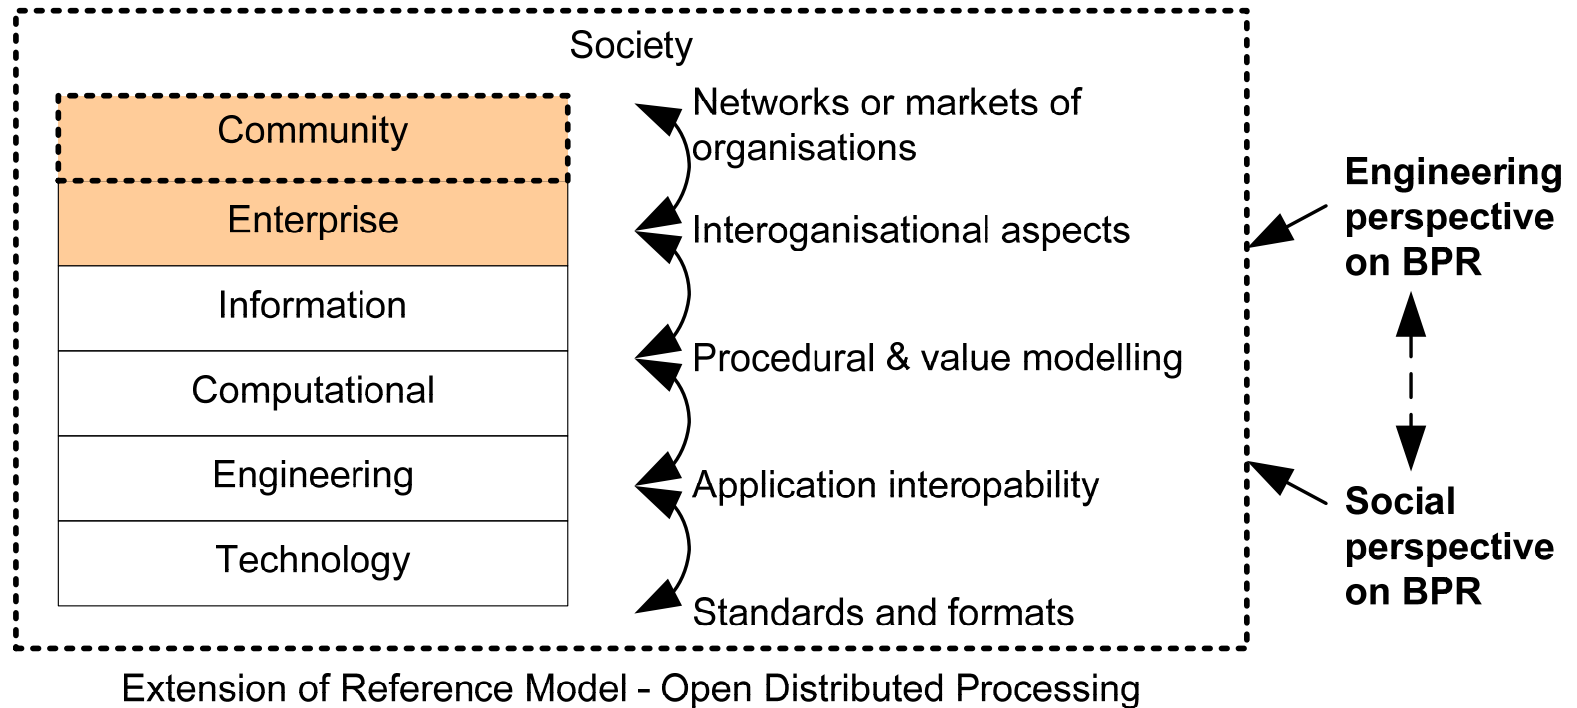 Society
Community
Enterprise
Information
Computational
Engineering
Technology
Networks or markets of
organisations
Interoganisational aspects
Procedural & value modelling
Application interopability
Standards and formats
Engineering
perspective
on BPR
Social
perspective
on BPR
Extension of Reference Model - Open Distributed Processing